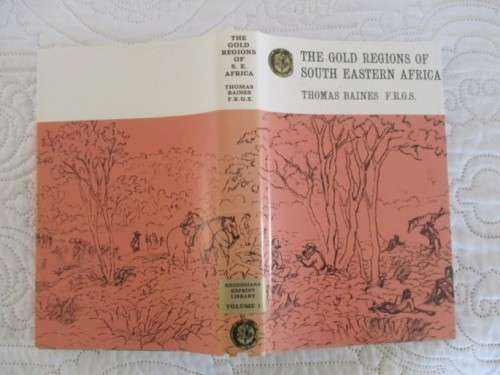 THE
GOLD
REGIONS
OF
S. E.
AFRICA
THOMAS
BAINES
F.R.G.S.
RHODESIANA
REPRINT
LIBRARY
VOLUME 1
THE GOLD REGIONS OF
SOUTH EASTERN AFRICA
THOMAS BAINES F.R.G.S.